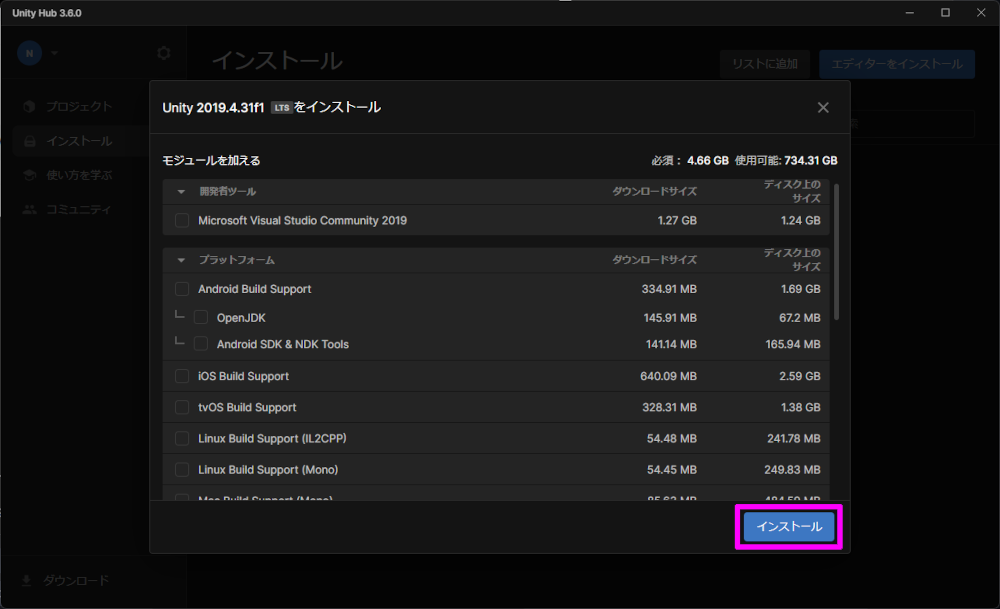 Unity Hub 3.6.0
N
インストール
リストに追加
エディターをインストール
プロジェクト
インストール
使い方を学ぶ
コミュニティ
Unity 2019.4.31f1 LTS をインストール
モジュールを加える
必須： 4.66 GB 使用可能: 734.31 GB
開発者ツール ダウンロードサイズ ディスク上の
サイズ
Microsoft Visual Studio Community 2019 1.27 GB 1.24 GB
プラットフォーム ダウンロードサイズ ディスク上の
サイズ
Android Build Support 334.91 MB 1.69 GB
OpenJDK 145.91 MB 67.2 MB
Android SDK & NDK Tools 141.14 MB 165.94 MB
iOS Build Support 640.09 MB 2.59 GB
tvOS Build Support 328.31 MB 1.38 GB
Linux Build Support (IL2CPP) 54.48 MB 241.78 MB
Linux Build Support (Mono) 54.45 MB 249.83 MB
Mac Build Support (Mono) 85.63 MB 484.59 MB
インストール
ダウンロード